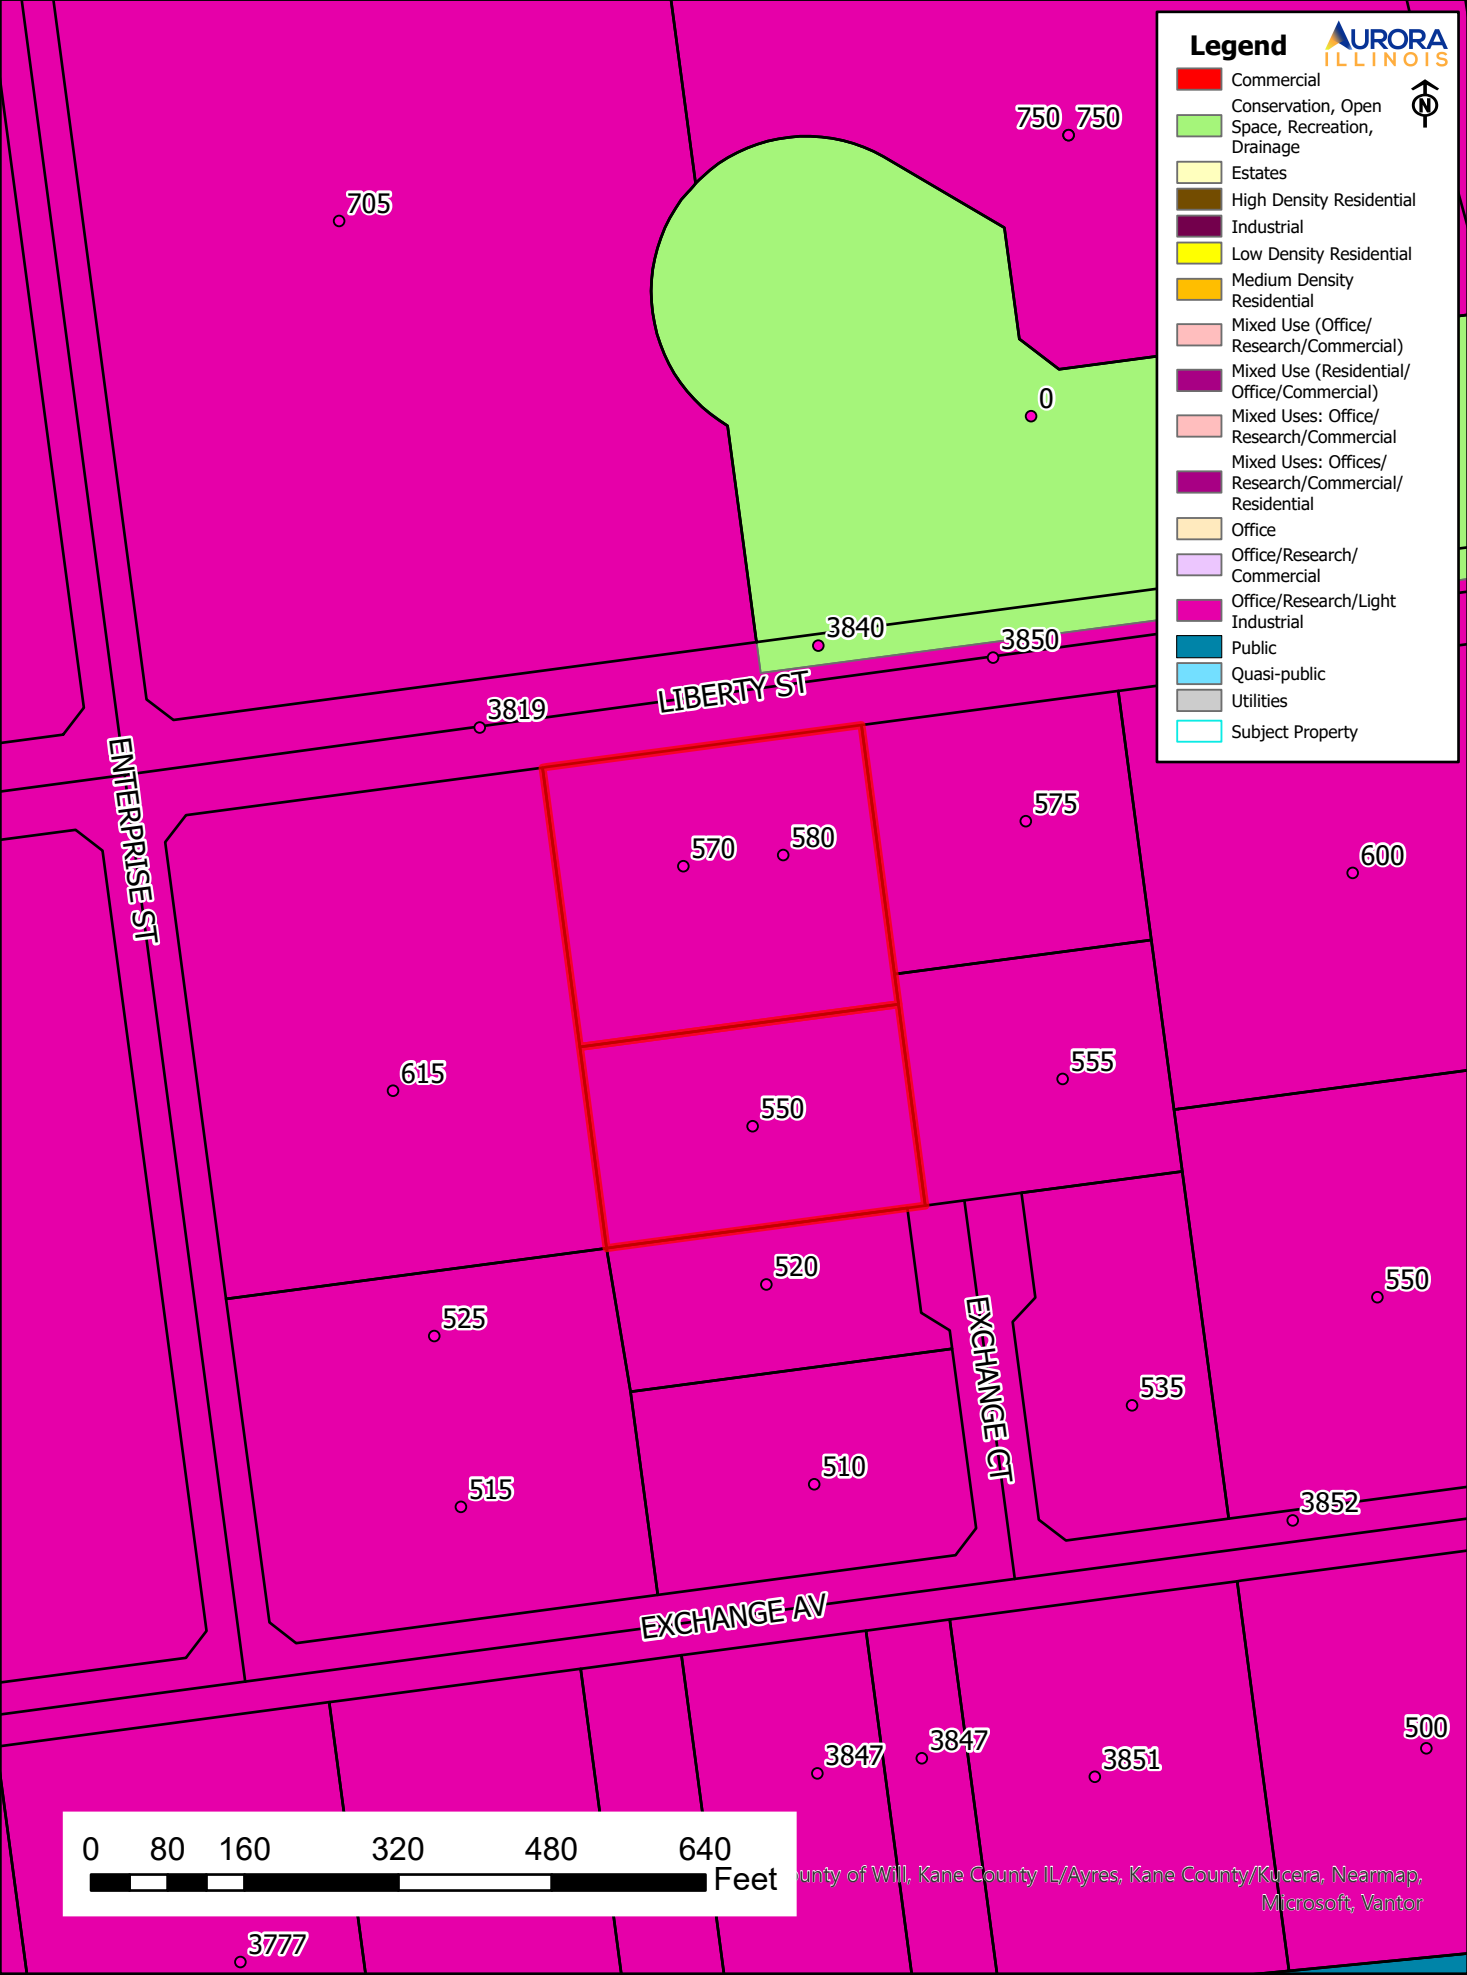 Legend
AURORA
ILLINOIS
N
Commercial
Conservation, Open
Space, Recreation,
Drainage
Estates
High Density Residential
Industrial
Low Density Residential
Medium Density
Residential
Mixed Use (Office/
Research/Commercial)
Mixed Use (Residential/
Office/Commercial)
Mixed Uses: Office/
Research/Commercial
Mixed Uses: Offices/
Research/Commercial/
Residential
Office
Office/Research/
Commercial
Office/Research/Light
Industrial
Public
Quasi-public
Utilities
Subject Property
750 750
705
0
3840
3850
LIBERTY ST
3819
ENTERPRISE ST
575
570
580
600
615
555
550
520
550
525
EXCHANGE CT
535
510
515
3852
EXCHANGE AV
500
3847
3847
3851
0 80 160 320 480 640
Feet
County of Will, Kane County IL/Ayres, Kane County/Kucera, Nearmap,
Microsoft, Vantor
3777